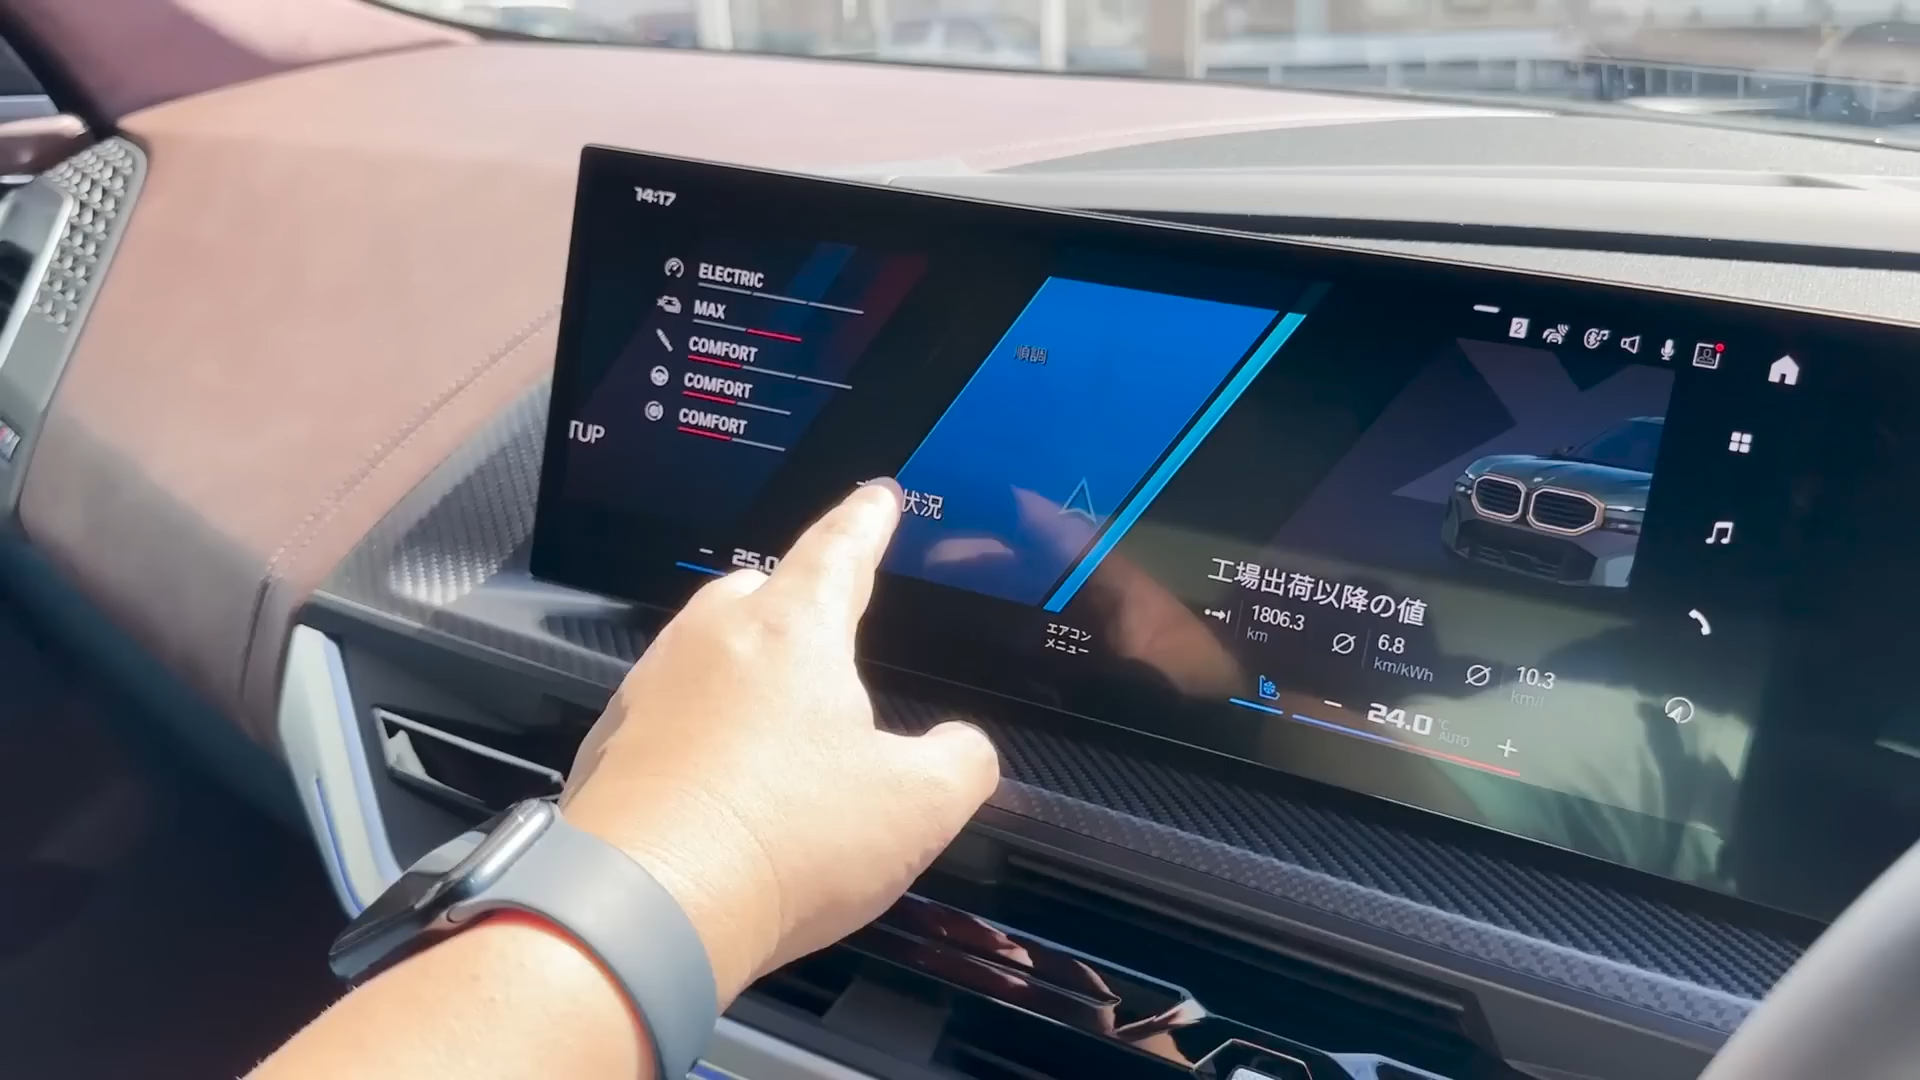 14:17
ELECTRIC
MAX
COMFORT
COMFORT
COMFORT
TUP
順調
状況
2
25.0
エアコン
メニュー
工場出荷以降の値
1806.3
km
6.8
km/kWh
10.3
km/l
24.0 °C
AUTO